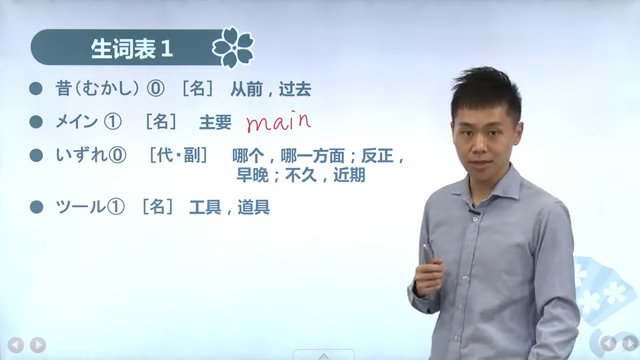 生词表1
昔(むかし) ⓪ [名] 从前,过去
メイン ① [名] 主要 main
いずれ⓪ [代·副] 哪个,哪一方面;反正,
早晚;不久,近期
ツール① [名] 工具,道具